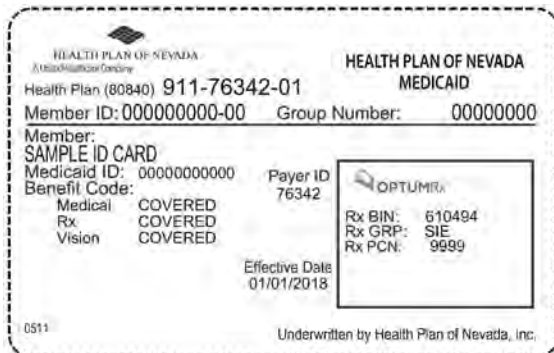 HEALTH PLAN OF NEVADA
A UnitedHealthcare Company
HEALTH PLAN OF NEVADA
MEDICAID
Health Plan (80840) 911-76342-01
Member ID: 000000000-00 Group Number: 00000000
Member:
SAMPLE ID CARD
Medicaid ID: 00000000000
Benefit Code:
Medical COVERED
Rx COVERED
Vision COVERED
Payer ID
76342
Effective Date
01/01/2018
OPTUMRx
Rx BIN: 610494
Rx GRP: SIE
Rx PCN: 9999
0511
Underwritten by Health Plan of Nevada, Inc.